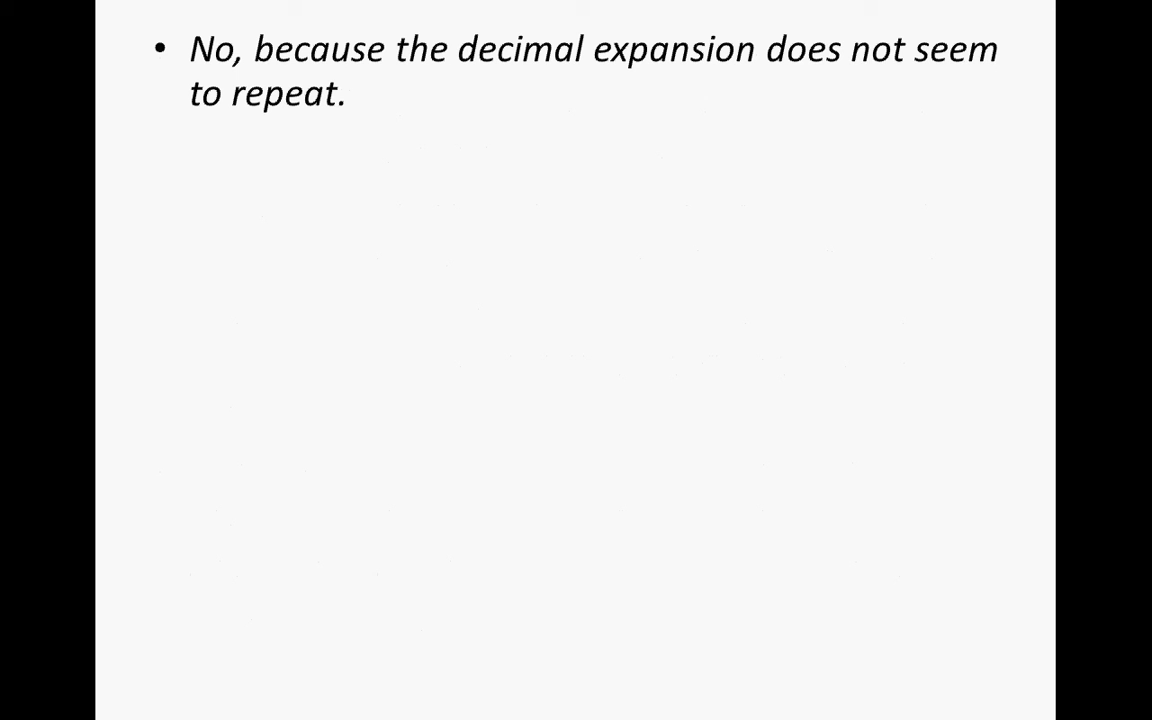 • No, because the decimal expansion does not seem
to repeat.